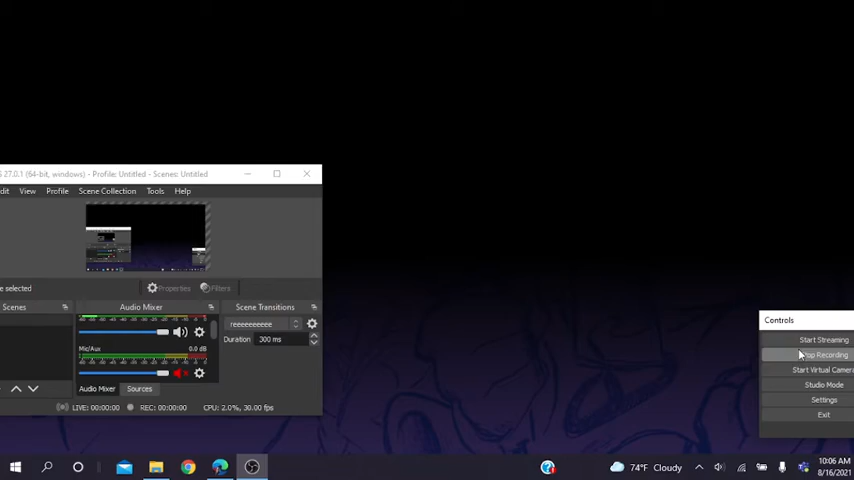 27.0.1 (64-bit, windows) - Profile: Untitled - Scenes: Untitled
dit View Profile Scene Collection Tools Help
e selected
Properties Filters
Scenes Audio Mixer Scene Transitions
reeeeeeeeee
Duration 300 ms
Mic/Aux 0.0 dB
Audio Mixer Sources
LIVE: 00:00:00 REC: 00:00:00 CPU: 2.0%, 30.00 fps
Controls
Start Streaming
op Recording
Start Virtual Camera
Studio Mode
Settings
Exit
74°F Cloudy
10:06 AM
8/16/2021